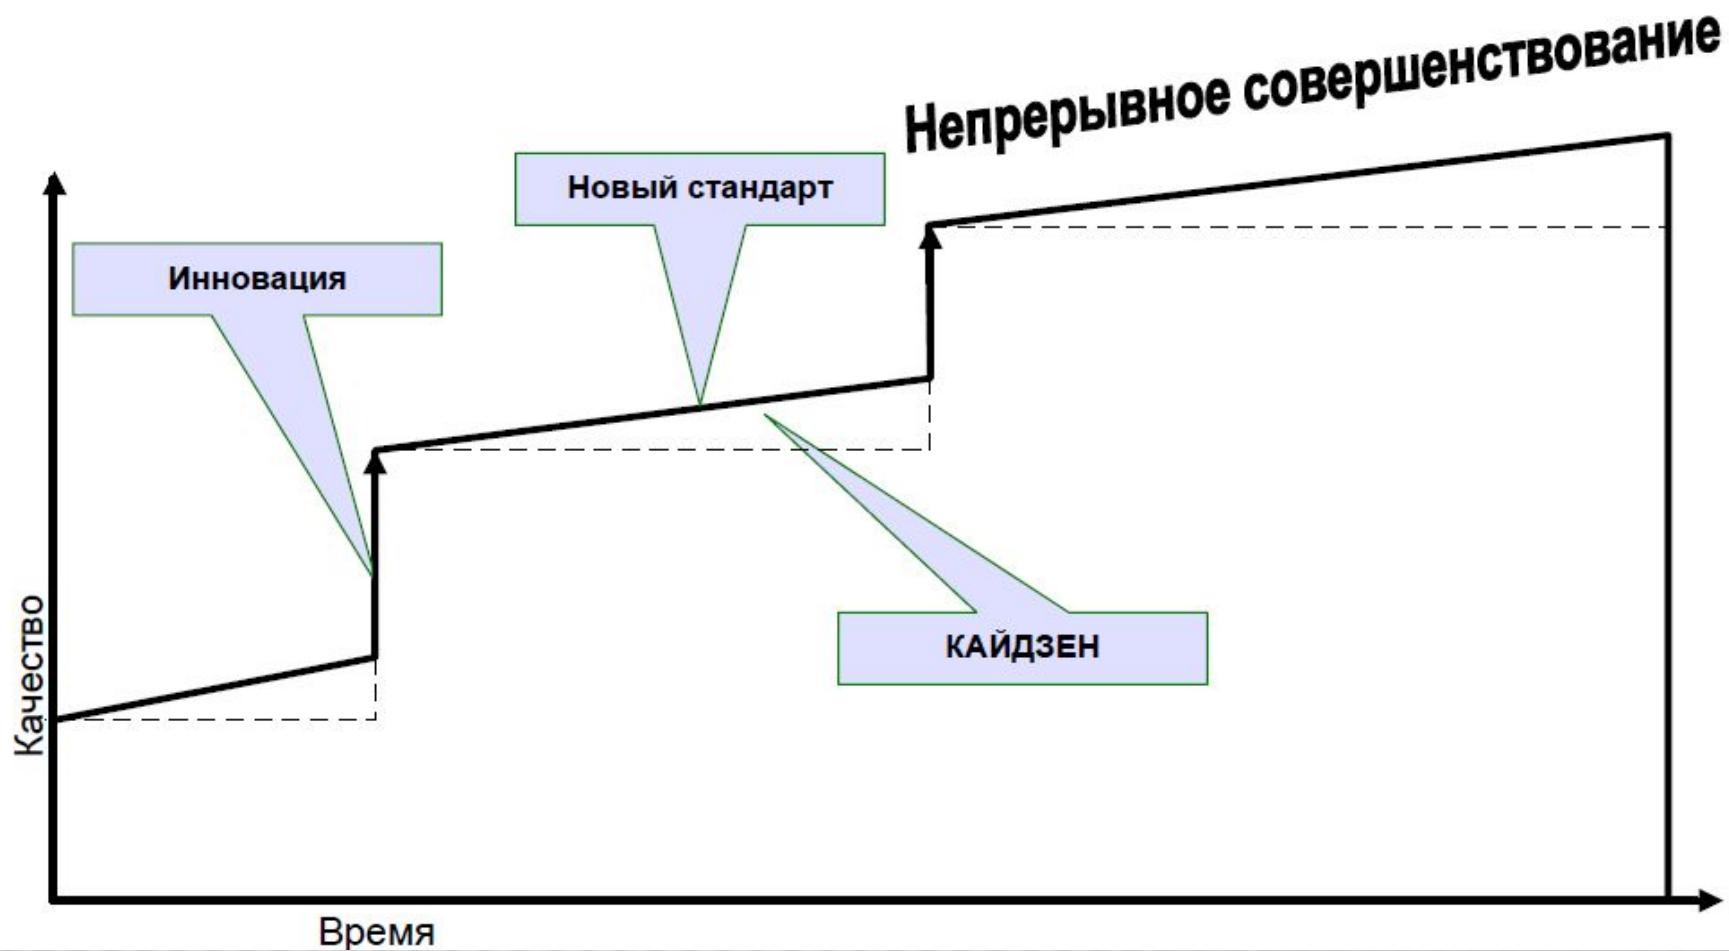 Непрерывное совершенствование
Новый стандарт
Инновация
КАЙДЗЕН
Качество
Время